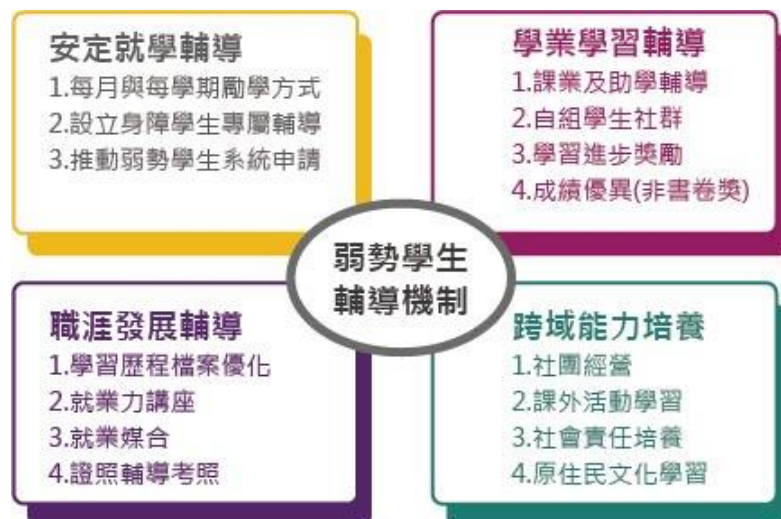 安定就學輔導
1.每月與每學期勵學方式
2.設立身障學生專屬輔導
3.推動弱勢學生系統申請
學業學習輔導
1.課業及助學輔導
2.自組學生社群
3.學習進步獎勵
4.成績優異(非書卷獎)
弱勢學生
輔導機制
職涯發展輔導
1.學習歷程檔案優化
2.就業力講座
3.就業媒合
4.證照輔導考照
跨域能力培養
1.社團經營
2.課外活動學習
3.社會責任培養
4.原住民文化學習